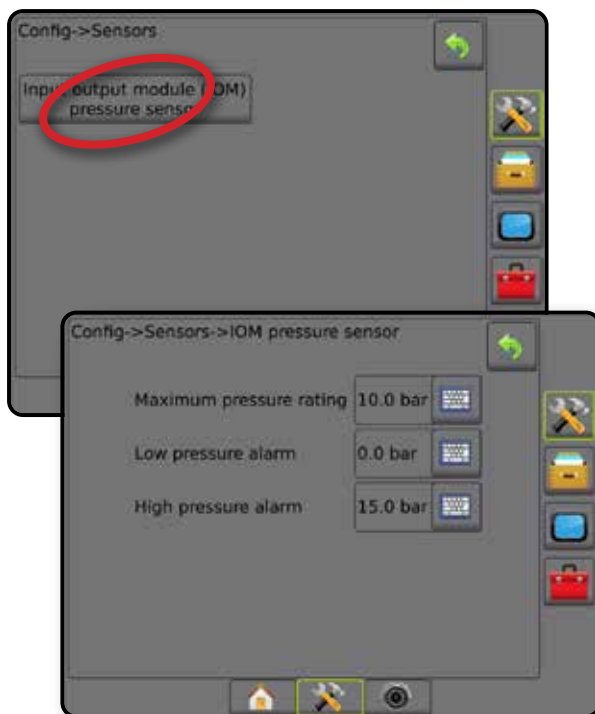 Config->Sensors
Input output module (IOM)
pressure sensor
Config->Sensors->IOM pressure sensor
Maximum pressure rating 10.0 bar
Low pressure alarm 0.0 bar
High pressure alarm 15.0 bar